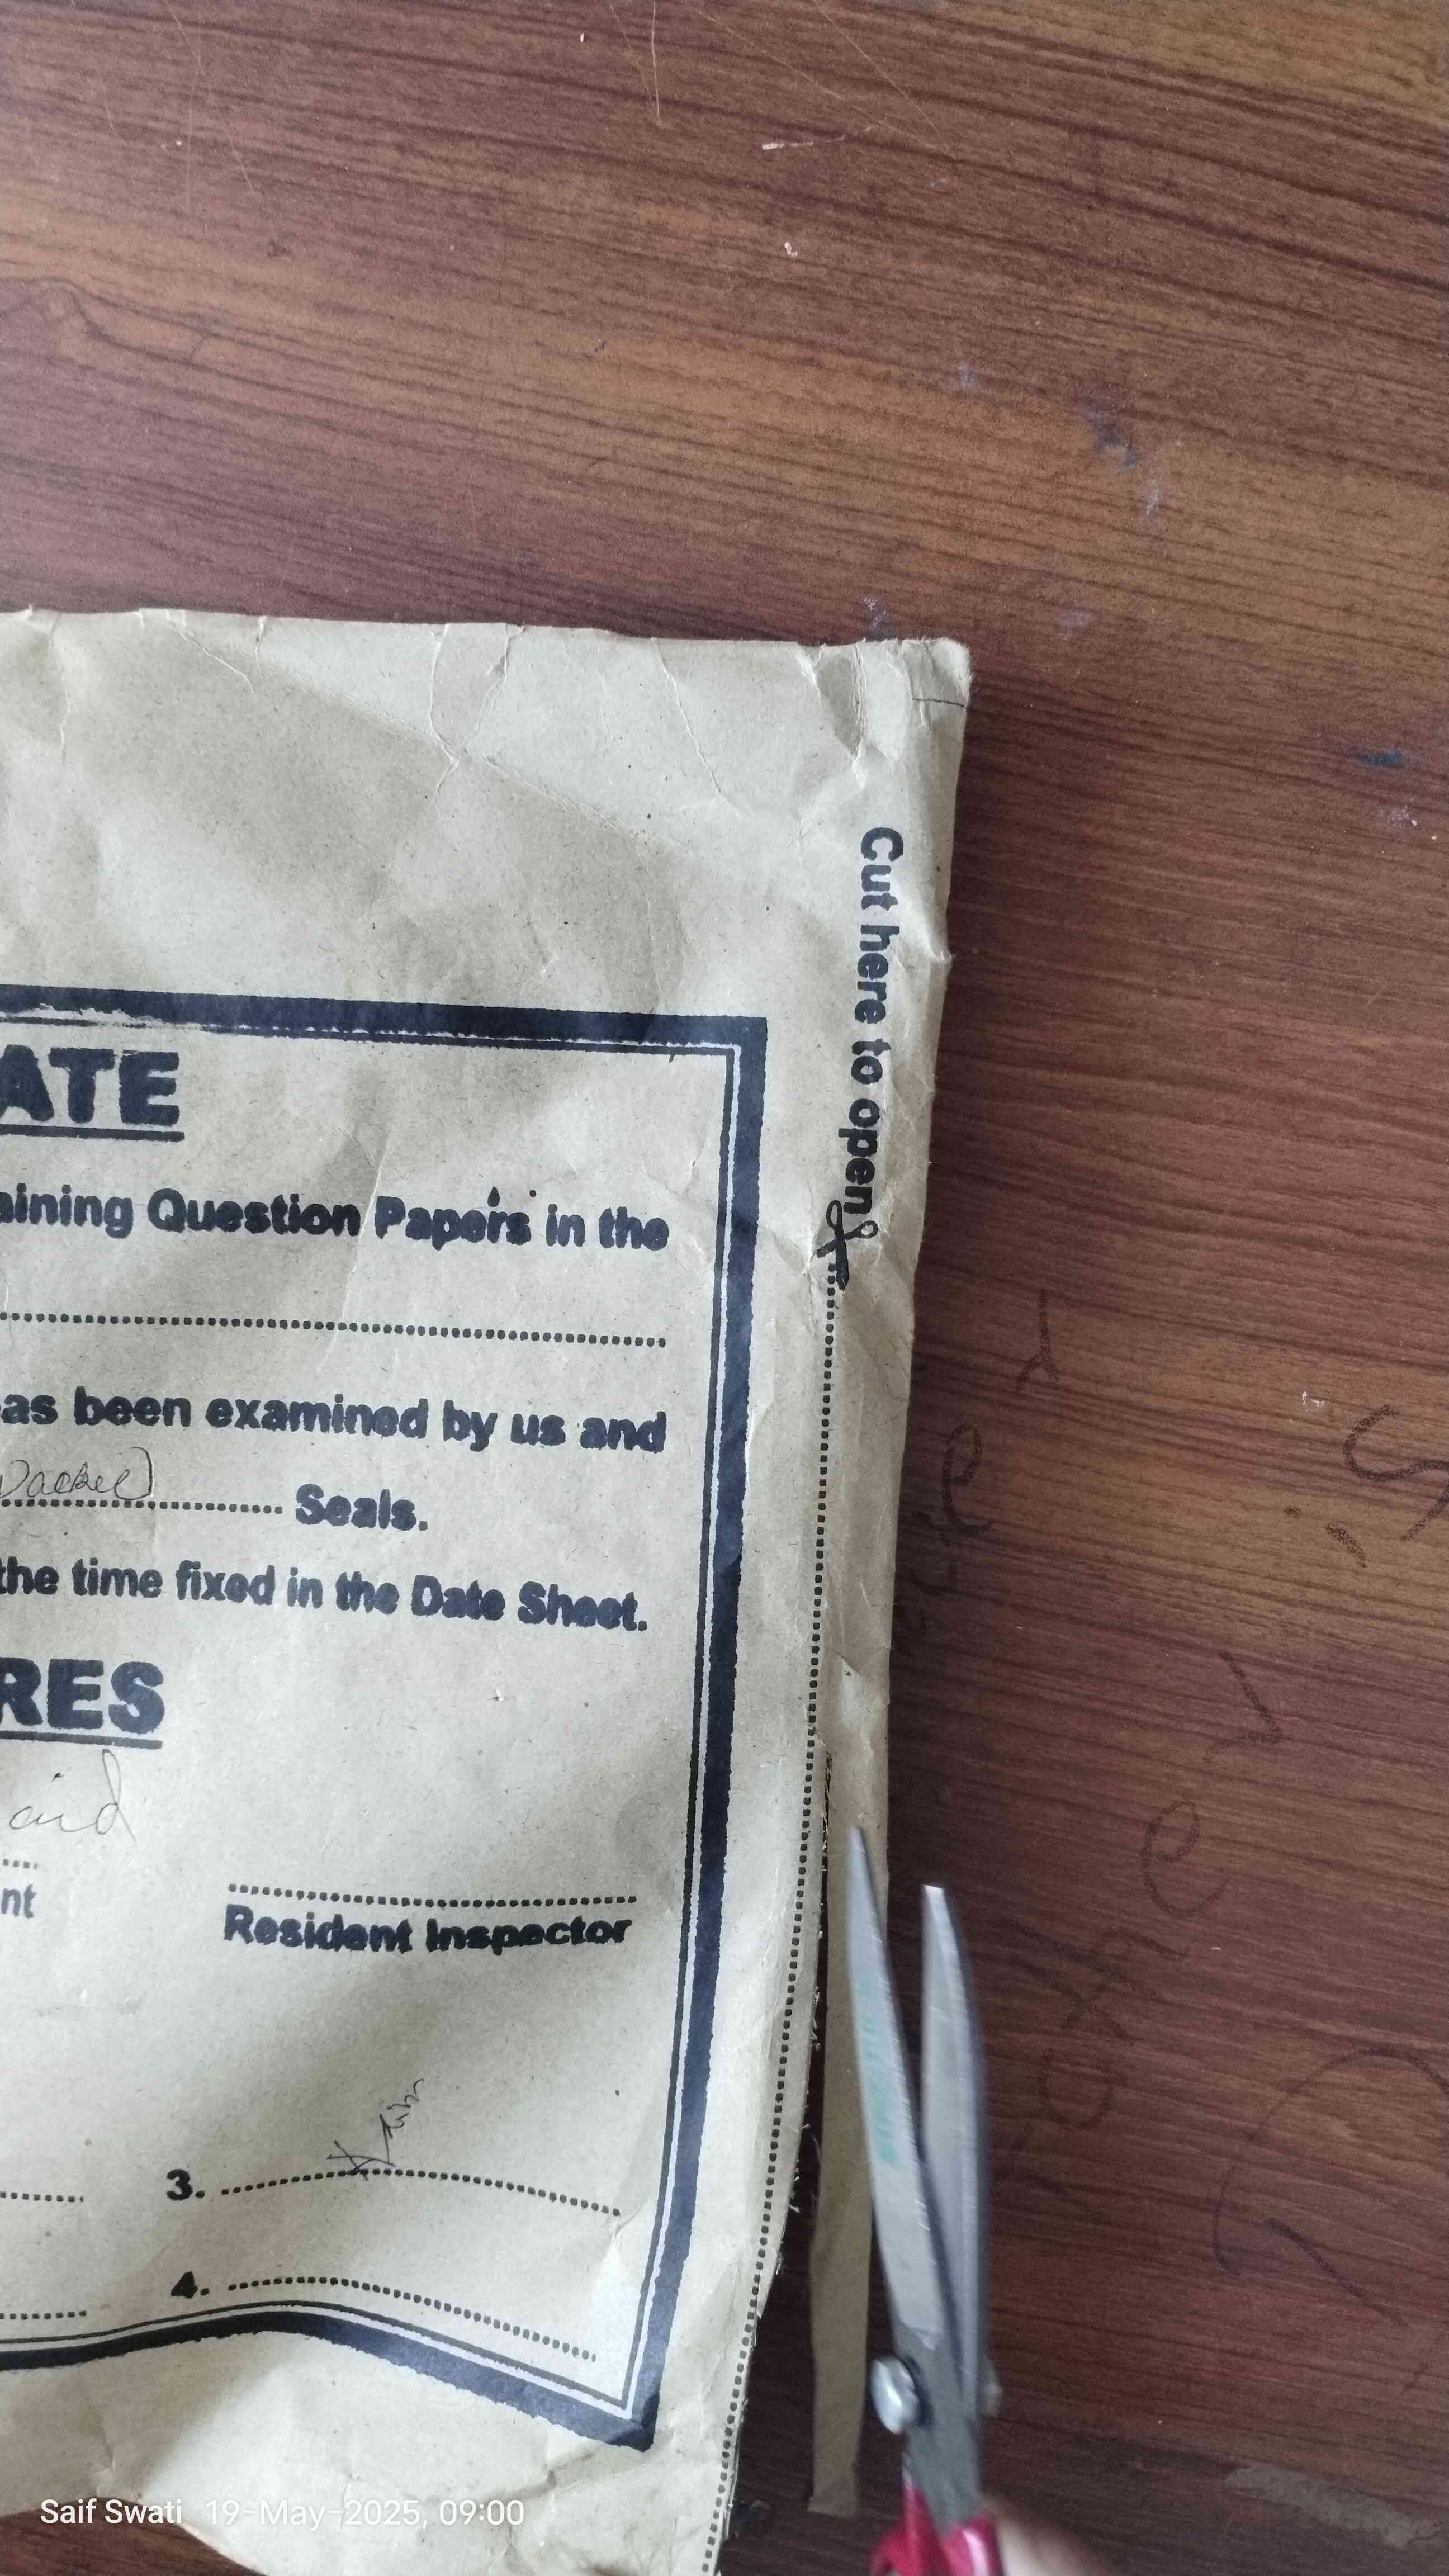 Cut here to open
ATE
aining Question Papers in the
as been examined by us and
Seals.
the time fixed in the Date Sheet.
RES
aid
nt
Resident Inspector
3.
4.
Saif Swati 19-May-2025, 09:00